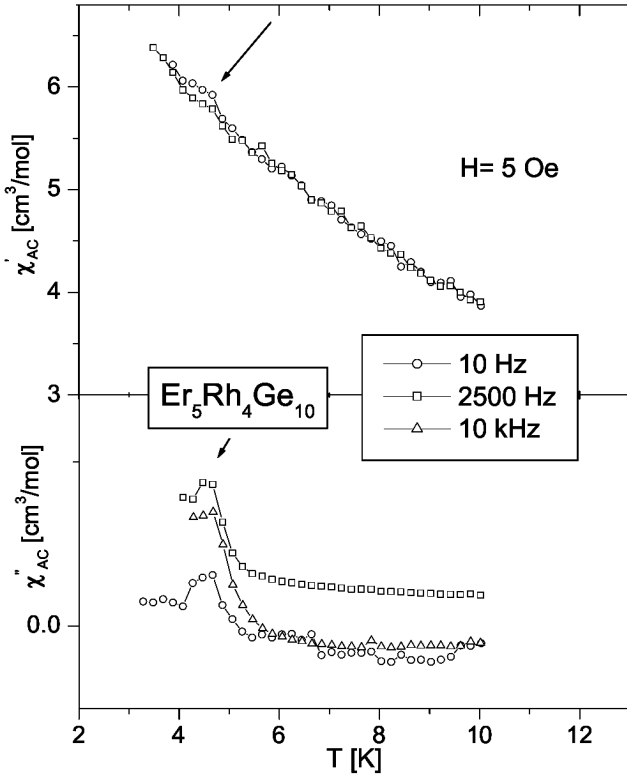 6
5
4
3
χ'AC [cm³/mol]
H= 5 Oe
Er₅Rh₄Ge₁₀
10 Hz
2500 Hz
10 kHz
χ''AC [cm³/mol]
0.0
2 4 6 8 10 12
T [K]